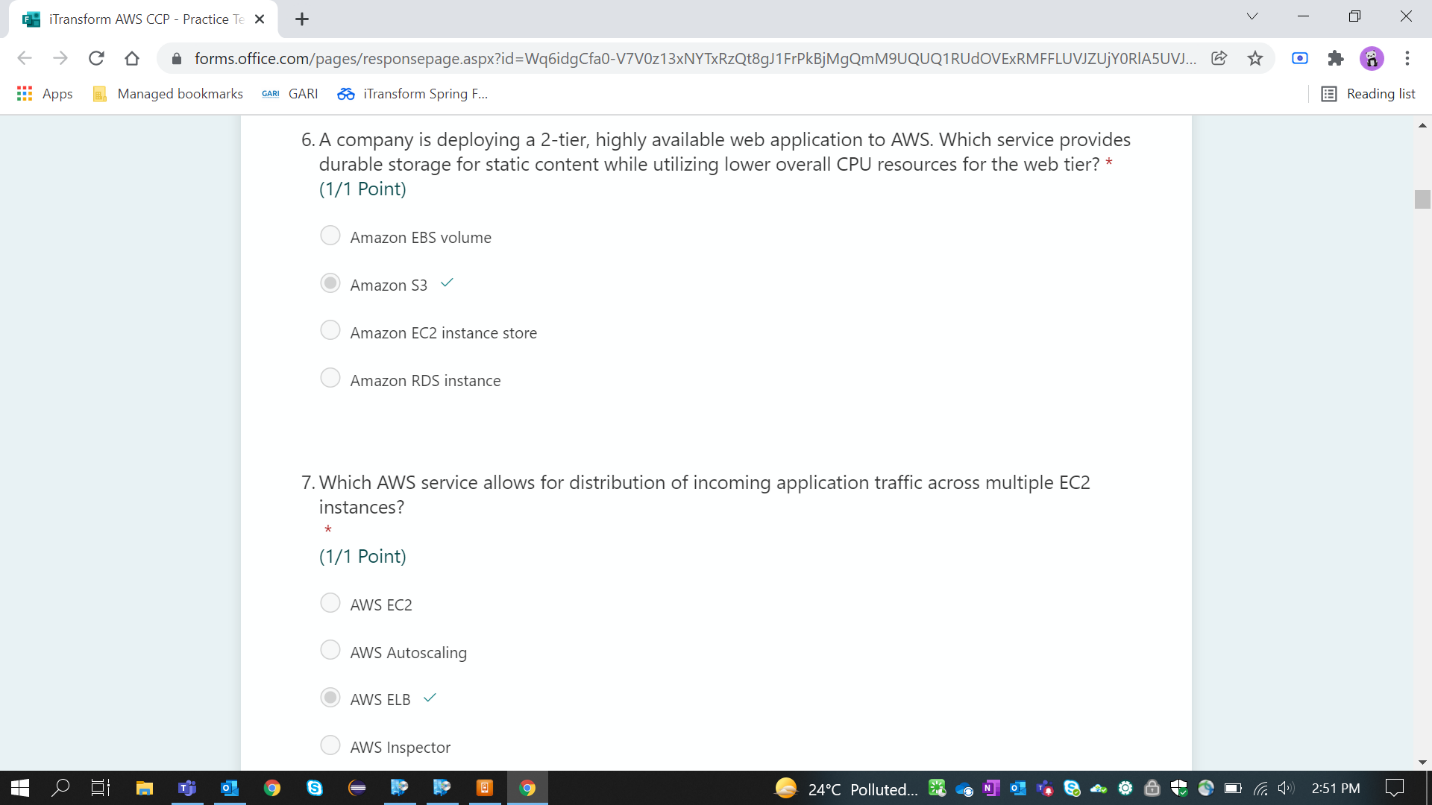 iTransform AWS CCP - Practice Te
forms.office.com/pages/responsepage.aspx?id=Wq6idgCfa0-V7V0z13xNYTxRzQt8gJ1FrPkBjMgQmM9UQUQ1RUdOVExRMFFLUVJZUjY0RlA5UVJ...
Apps Managed bookmarks GARI GARI iTransform Spring F... Reading list
6. A company is deploying a 2-tier, highly available web application to AWS. Which service provides
durable storage for static content while utilizing lower overall CPU resources for the web tier? *
(1/1 Point)
Amazon EBS volume
Amazon S3
Amazon EC2 instance store
Amazon RDS instance
7. Which AWS service allows for distribution of incoming application traffic across multiple EC2
instances?
*
(1/1 Point)
AWS EC2
AWS Autoscaling
AWS ELB
AWS Inspector
24°C Polluted... 2:51 PM